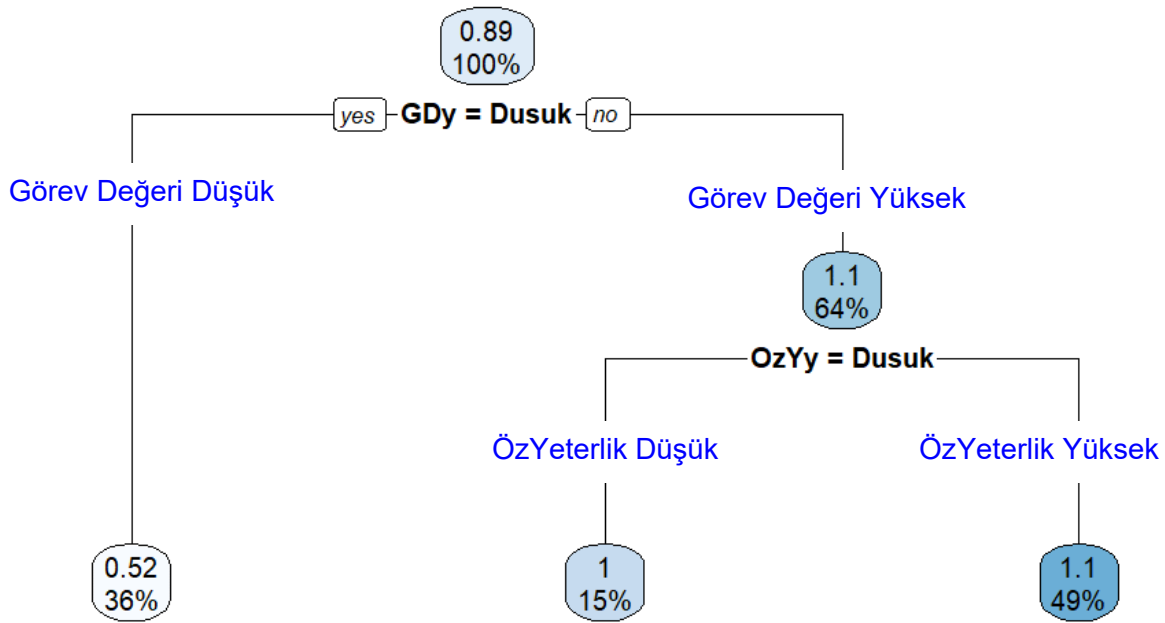 0.89
100%
yes GDy = Dusuk no
Görev Değeri Düşük
Görev Değeri Yüksek
1.1
64%
OzYy = Dusuk
ÖzYeterlik Düşük
ÖzYeterlik Yüksek
0.52
36%
1
15%
1.1
49%